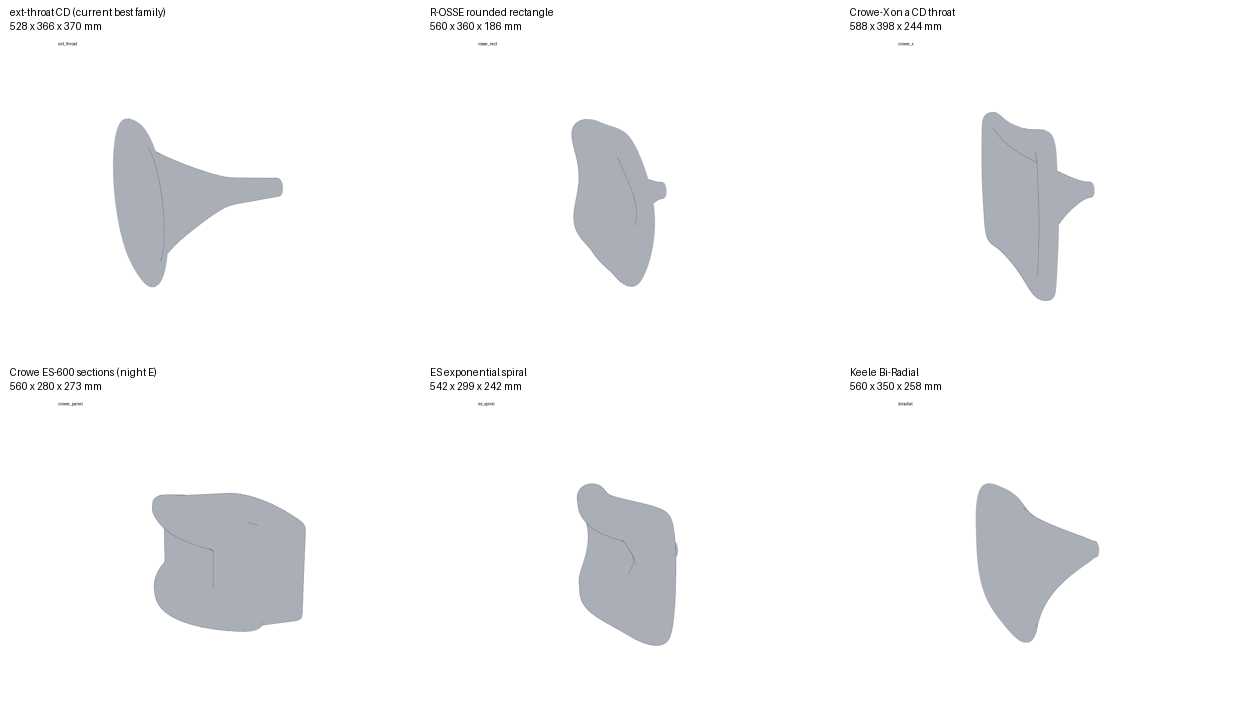 ext-throat CD (current best family)
528 x 366 x 370 mm
ext_throat
R-OSSE rounded rectangle
560 x 360 x 186 mm
rosse_rect
Crowe-X on a CD throat
588 x 398 x 244 mm
crowe_x
Crowe ES-600 sections (night E)
560 x 280 x 273 mm
crowe_panel
ES exponential spiral
542 x 299 x 242 mm
es_spiral
Keele Bi-Radial
560 x 350 x 258 mm
biradial